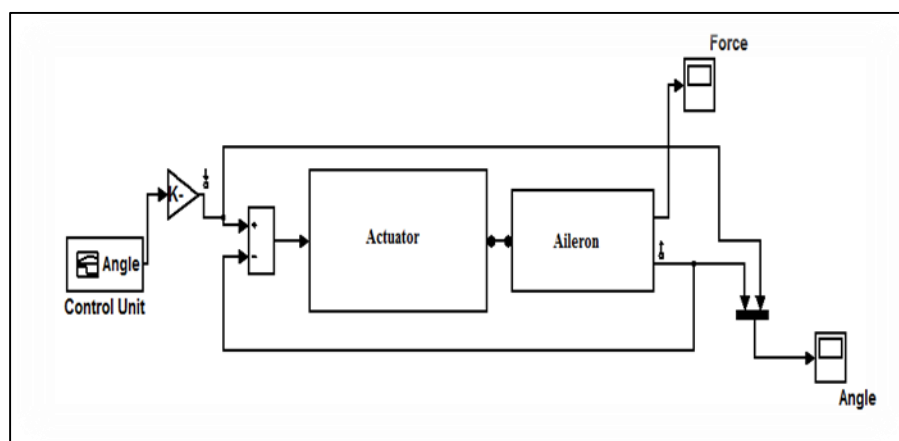 Force
K-
+
Actuator
Aileron
-
Angle
Control Unit
Angle